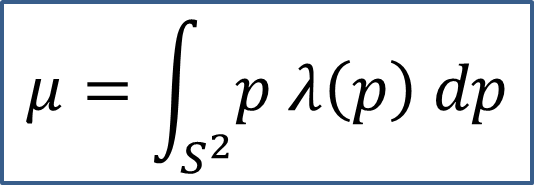 μ = ∫_{S²} p λ(p) dp